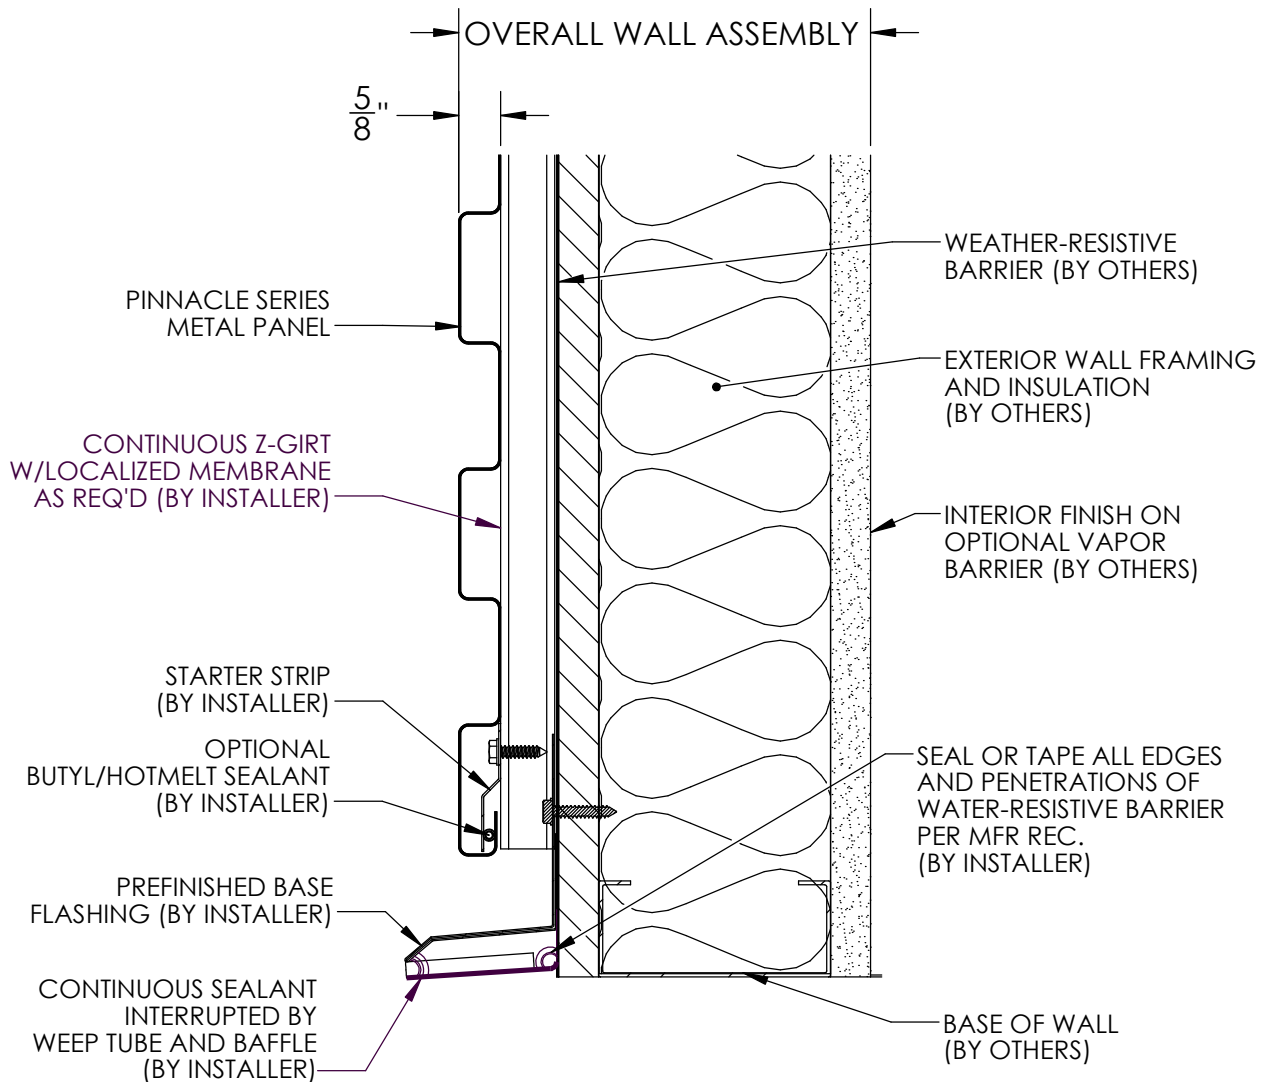 OVERALL WALL ASSEMBLY
5/8"
PINNACLE SERIES
METAL PANEL
CONTINUOUS Z-GIRT
W/LOCALIZED MEMBRANE
AS REQ'D (BY INSTALLER)
STARTER STRIP
(BY INSTALLER)
OPTIONAL
BUTYL/HOTMELT SEALANT
(BY INSTALLER)
PREFINISHED BASE
FLASHING (BY INSTALLER)
CONTINUOUS SEALANT
INTERRUPTED BY
WEEP TUBE AND BAFFLE
(BY INSTALLER)
WEATHER-RESISTIVE
BARRIER (BY OTHERS)
EXTERIOR WALL FRAMING
AND INSULATION
(BY OTHERS)
INTERIOR FINISH ON
OPTIONAL VAPOR
BARRIER (BY OTHERS)
SEAL OR TAPE ALL EDGES
AND PENETRATIONS OF
WATER-RESISTIVE BARRIER
PER MFR REC.
(BY INSTALLER)
BASE OF WALL
(BY OTHERS)